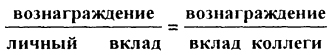 вознаграждение = вознаграждение
личный вклад вклад коллеги